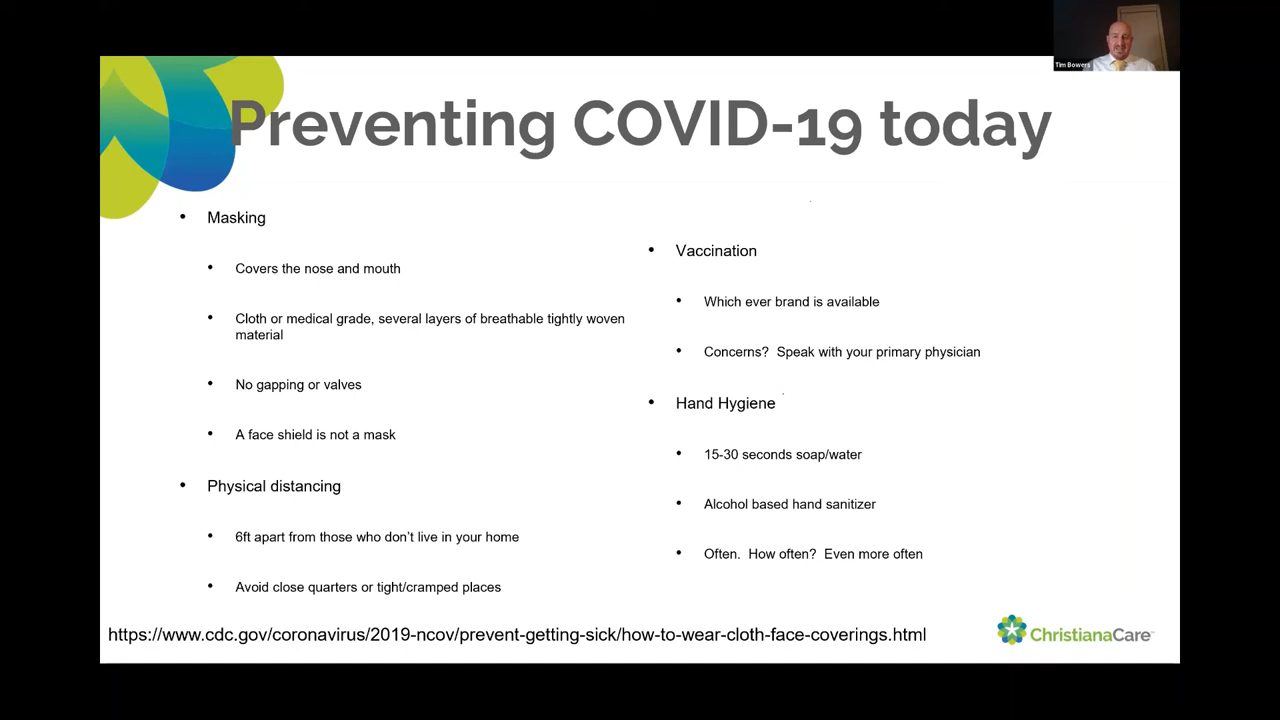 Tim Bowers
Preventing COVID-19 today
• Masking
• Covers the nose and mouth
• Cloth or medical grade, several layers of breathable tightly woven
material
• No gapping or valves
• A face shield is not a mask
• Physical distancing
• 6ft apart from those who don't live in your home
• Avoid close quarters or tight/cramped places
• Vaccination
• Which ever brand is available
• Concerns?  Speak with your primary physician
• Hand Hygiene
• 15-30 seconds soap/water
• Alcohol based hand sanitizer
• Often.  How often?  Even more often
https://www.cdc.gov/coronavirus/2019-ncov/prevent-getting-sick/how-to-wear-cloth-face-coverings.html
ChristianaCare™